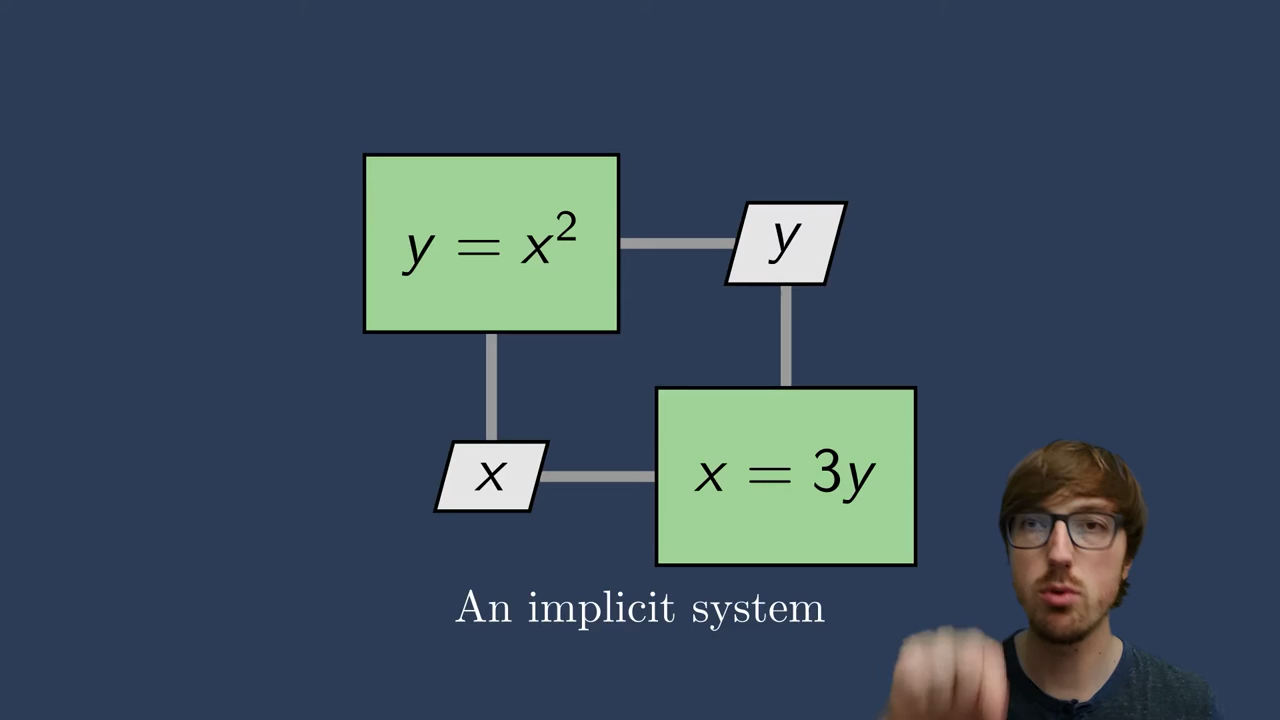 y = x²
y
x
x = 3y
An implicit system